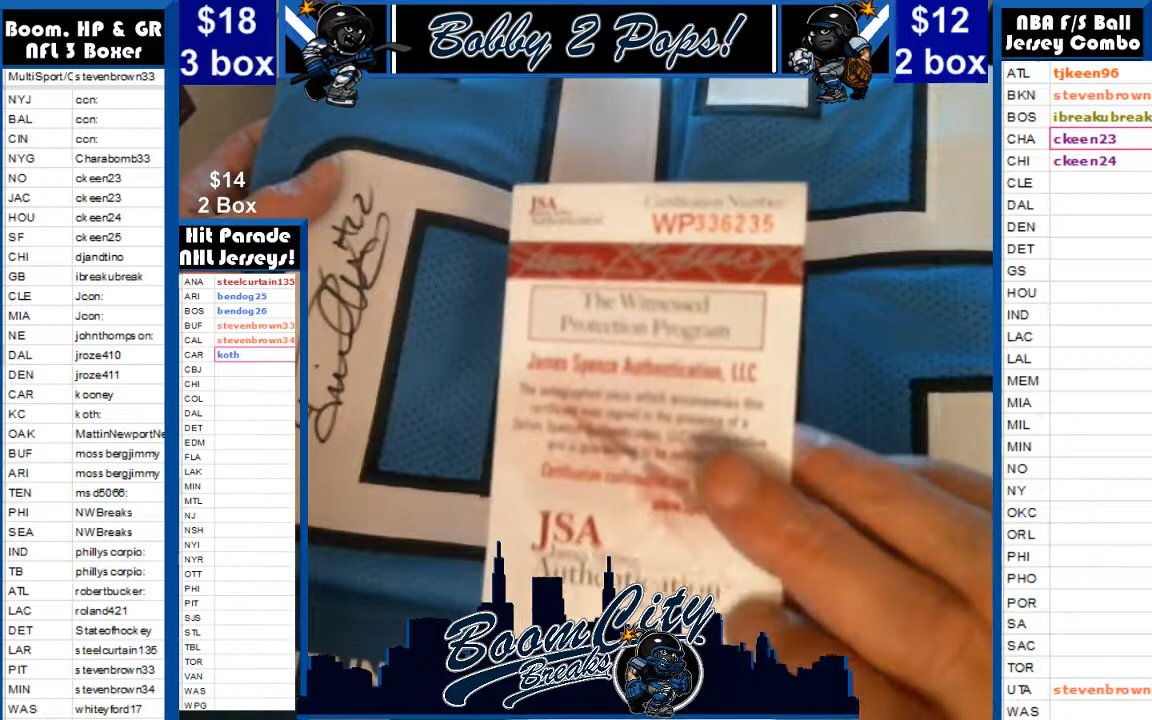 Boom, HP & GR
NFL 3 Boxer
MultiSport/C stevenbrown33
NYJ ccn:
BAL ccn:
CIN ccn:
NYG Charabomb33
NO ckeen23
JAC ckeen23
HOU ckeen24
SF ckeen25
CHI djandtino
GB ibreakubreak
CLE Jcon:
MIA Jcon:
NE johnthompson:
DAL jroze410
DEN jroze411
CAR kooney
KC koth:
OAK MattinNewportNe
BUF mossbergjimmy
ARI mossbergjimmy
TEN msd5066:
PHI NWBreaks
SEA NWBreaks
IND phillyscorpio:
TB phillyscorpio:
ATL robertbucker:
LAC roland421
DET Stateofhockey
LAR steelcurtain135
PIT stevenbrown33
MIN stevenbrown34
WAS whiteyford17
$18
3 box
Bobby 2 Pops!
$12
2 box
$14
2 Box
Hit Parade
NHL Jerseys!
ANA steelcurtain135
ARI bendog25
BOS bendog26
BUF stevenbrown33
CAL stevenbrown34
CAR koth
CBJ
CHI
COL
DAL
DET
EDM
FLA
LAK
MIN
MTL
NJ
NSH
NYI
NYR
OTT
PHI
PIT
SJS
STL
TBL
TOR
VAN
WAS
WPG
JSA
Certification Number
WP336235
The Witnessed
Protection Program
James Spence Authentication, LLC
JSA
Authentication
Boom City
Breaks
NBA F/S Ball
Jersey Combo
ATL tjkeen96
BKN stevenbrown
BOS ibreakubreak
CHA ckeen23
CHI ckeen24
CLE
DAL
DEN
DET
GS
HOU
IND
LAC
LAL
MEM
MIA
MIL
MIN
NO
NY
OKC
ORL
PHI
PHO
POR
SA
SAC
TOR
UTA stevenbrown
WAS